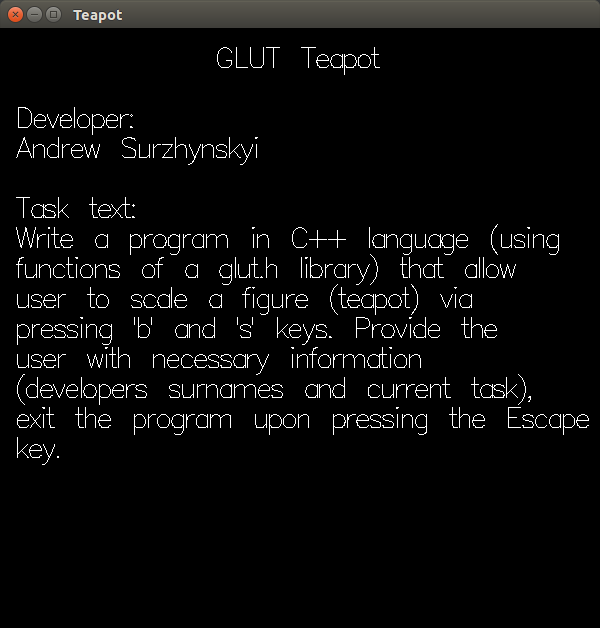 Teapot
GLUT Teapot
Developer:
Andrew Surzhynskyi
Task text:
Write a program in C++ language (using
functions of a glut.h library) that allow
user to scale a figure (teapot) via
pressing 'b' and 's' keys. Provide the
user with necessary information
(developers surnames and current task),
exit the program upon pressing the Escape
key.